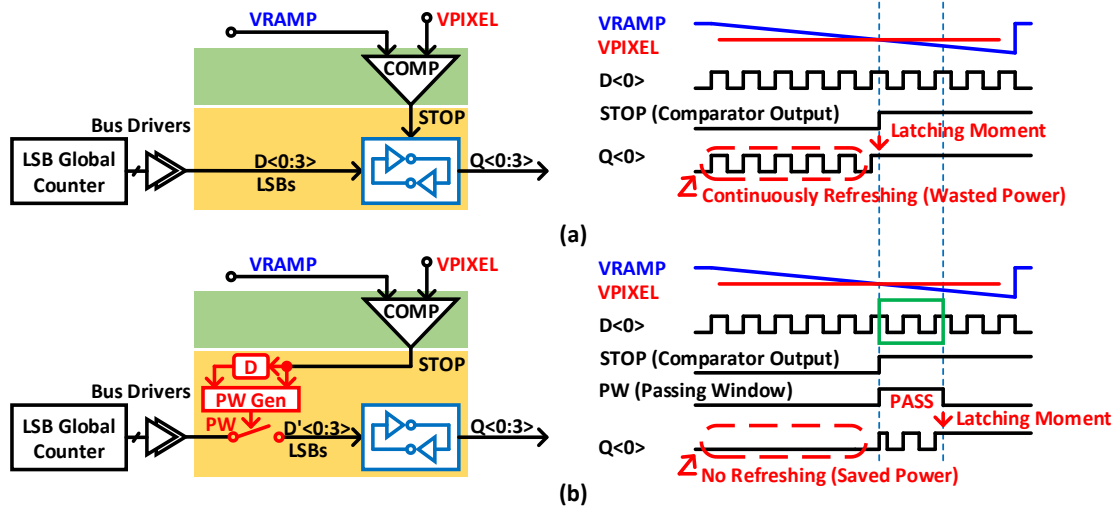 VRAMP
VPIXEL
COMP
STOP
Bus Drivers
LSB Global
Counter
D<0:3>
LSBs
Q<0:3>
VRAMP
VPIXEL
D<0>
STOP (Comparator Output)
Latching Moment
Q<0>
Continuously Refreshing (Wasted Power)
(a)
VRAMP
VPIXEL
COMP
STOP
D
PW Gen
Bus Drivers
PW
LSB Global
Counter
D'<0:3>
LSBs
Q<0:3>
VRAMP
VPIXEL
D<0>
STOP (Comparator Output)
PW (Passing Window)
PASS
Latching Moment
Q<0>
No Refreshing (Saved Power)
(b)